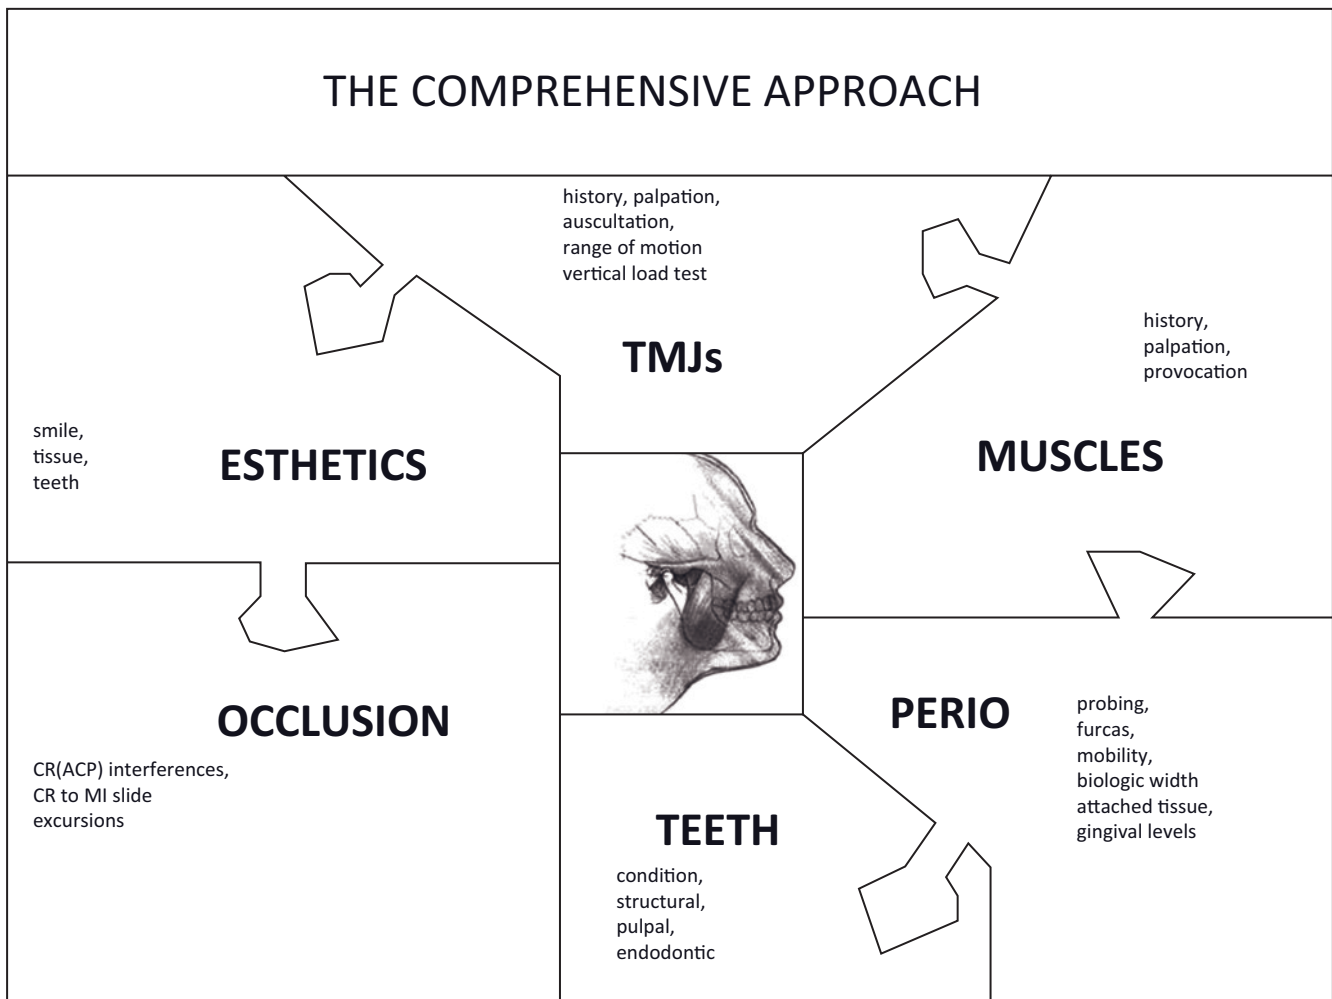 THE COMPREHENSIVE APPROACH
history, palpation,
auscultation,
range of motion
vertical load test
TMJs
history,
palpation,
provocation
MUSCLES
smile,
tissue,
teeth
ESTHETICS
OCCLUSION
CR(ACP) interferences,
CR to MI slide
excursions
PERIO
probing,
furcas,
mobility,
biologic width
attached tissue,
gingival levels
TEETH
condition,
structural,
pulpal,
endodontic